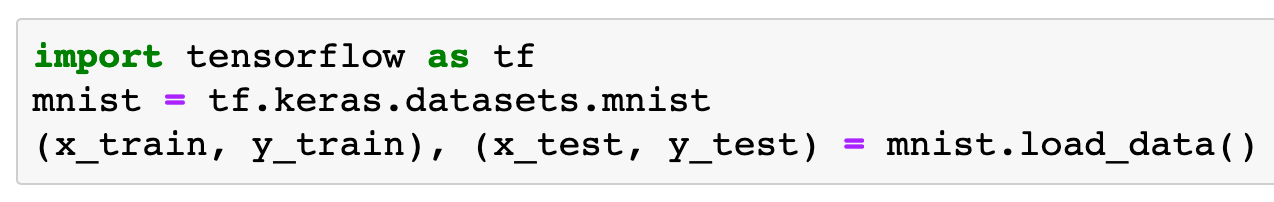 import tensorflow as tf
mnist = tf.keras.datasets.mnist
(x_train, y_train), (x_test, y_test) = mnist.load_data()